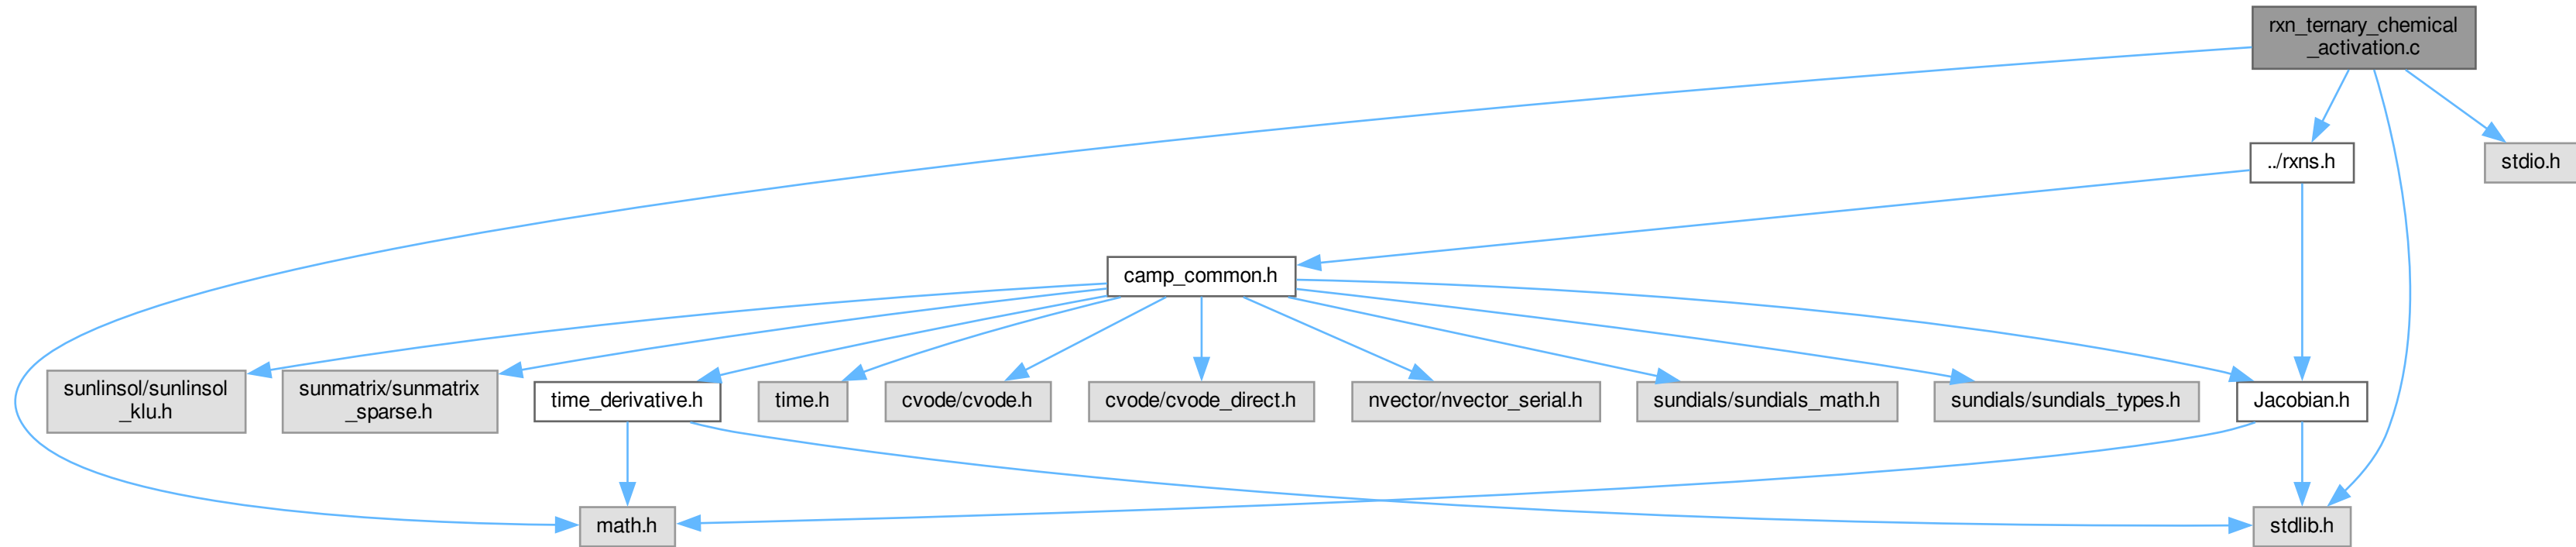 rxn_ternary_chemical
_activation.c
../rxns.h
stdio.h
camp_common.h
sunlinsol/sunlinsol
_klu.h
sunmatrix/sunmatrix
_sparse.h
time_derivative.h
time.h
cvode/cvode.h
cvode/cvode_direct.h
nvector/nvector_serial.h
sundials/sundials_math.h
sundials/sundials_types.h
Jacobian.h
math.h
stdlib.h